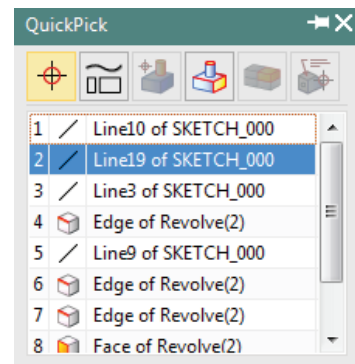 QuickPick
1 Line10 of SKETCH_000
2 Line19 of SKETCH_000
3 Line3 of SKETCH_000
4 Edge of Revolve(2)
5 Line9 of SKETCH_000
6 Edge of Revolve(2)
7 Edge of Revolve(2)
8 Face of Revolve(2)